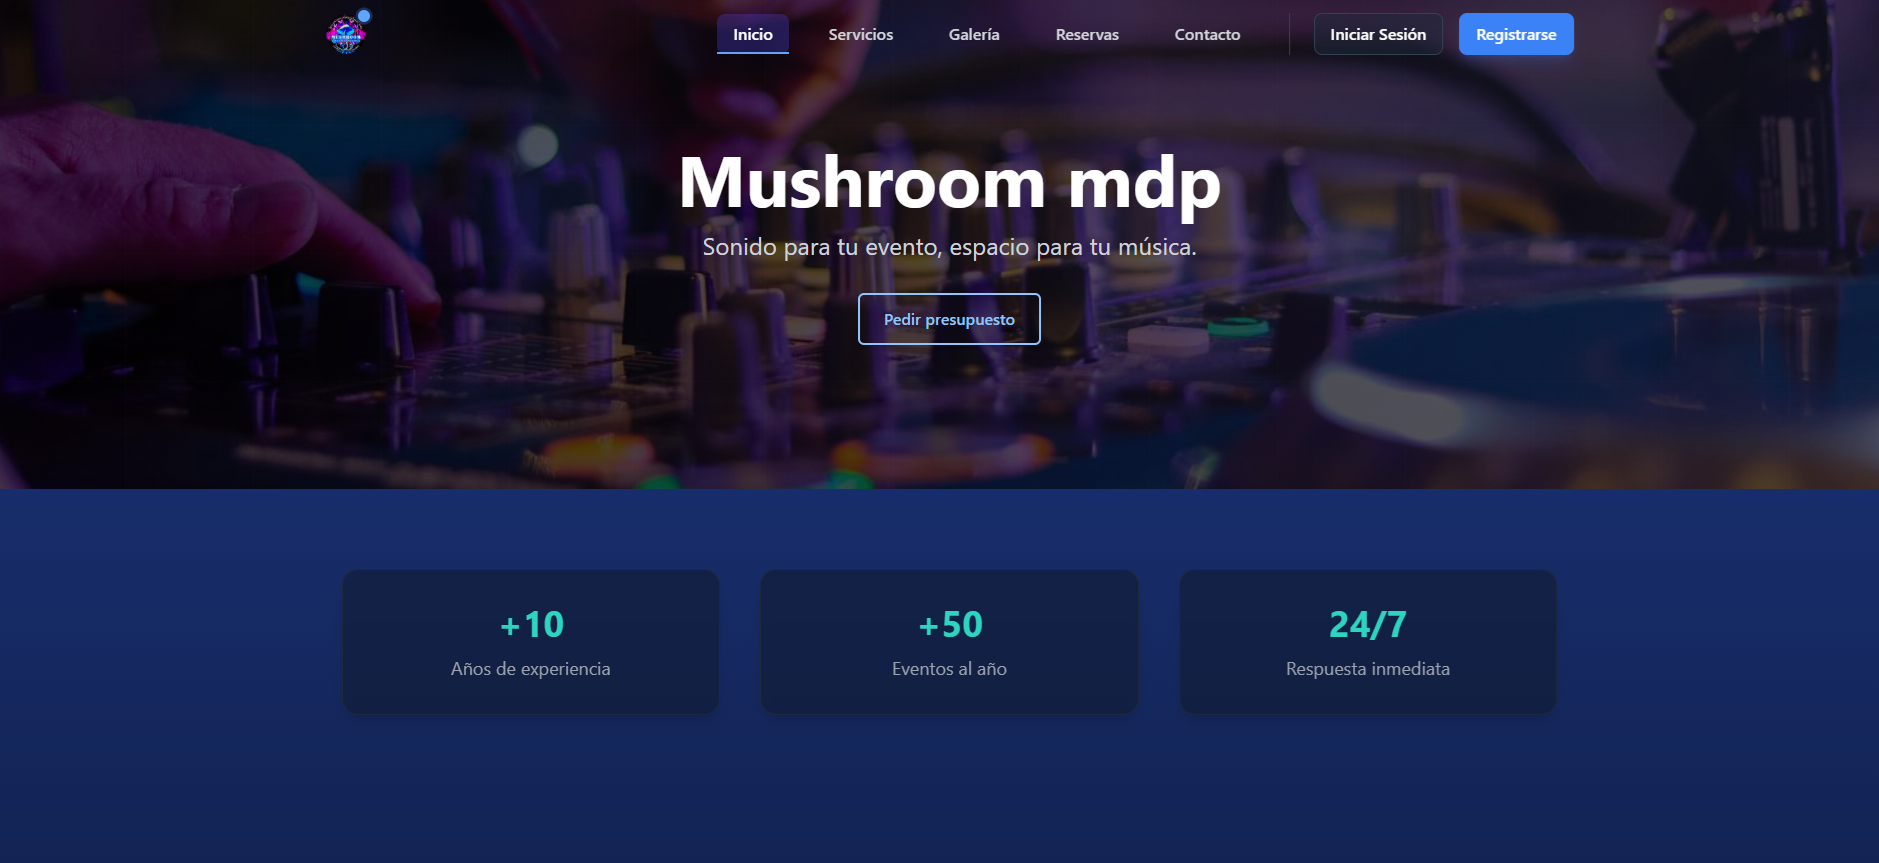 MUSHROOM
Inicio
Servicios
Galería
Reservas
Contacto
Iniciar Sesión
Registrarse
Mushroom mdp
Sonido para tu evento, espacio para tu música.
Pedir presupuesto
+10
Años de experiencia
+50
Eventos al año
24/7
Respuesta inmediata